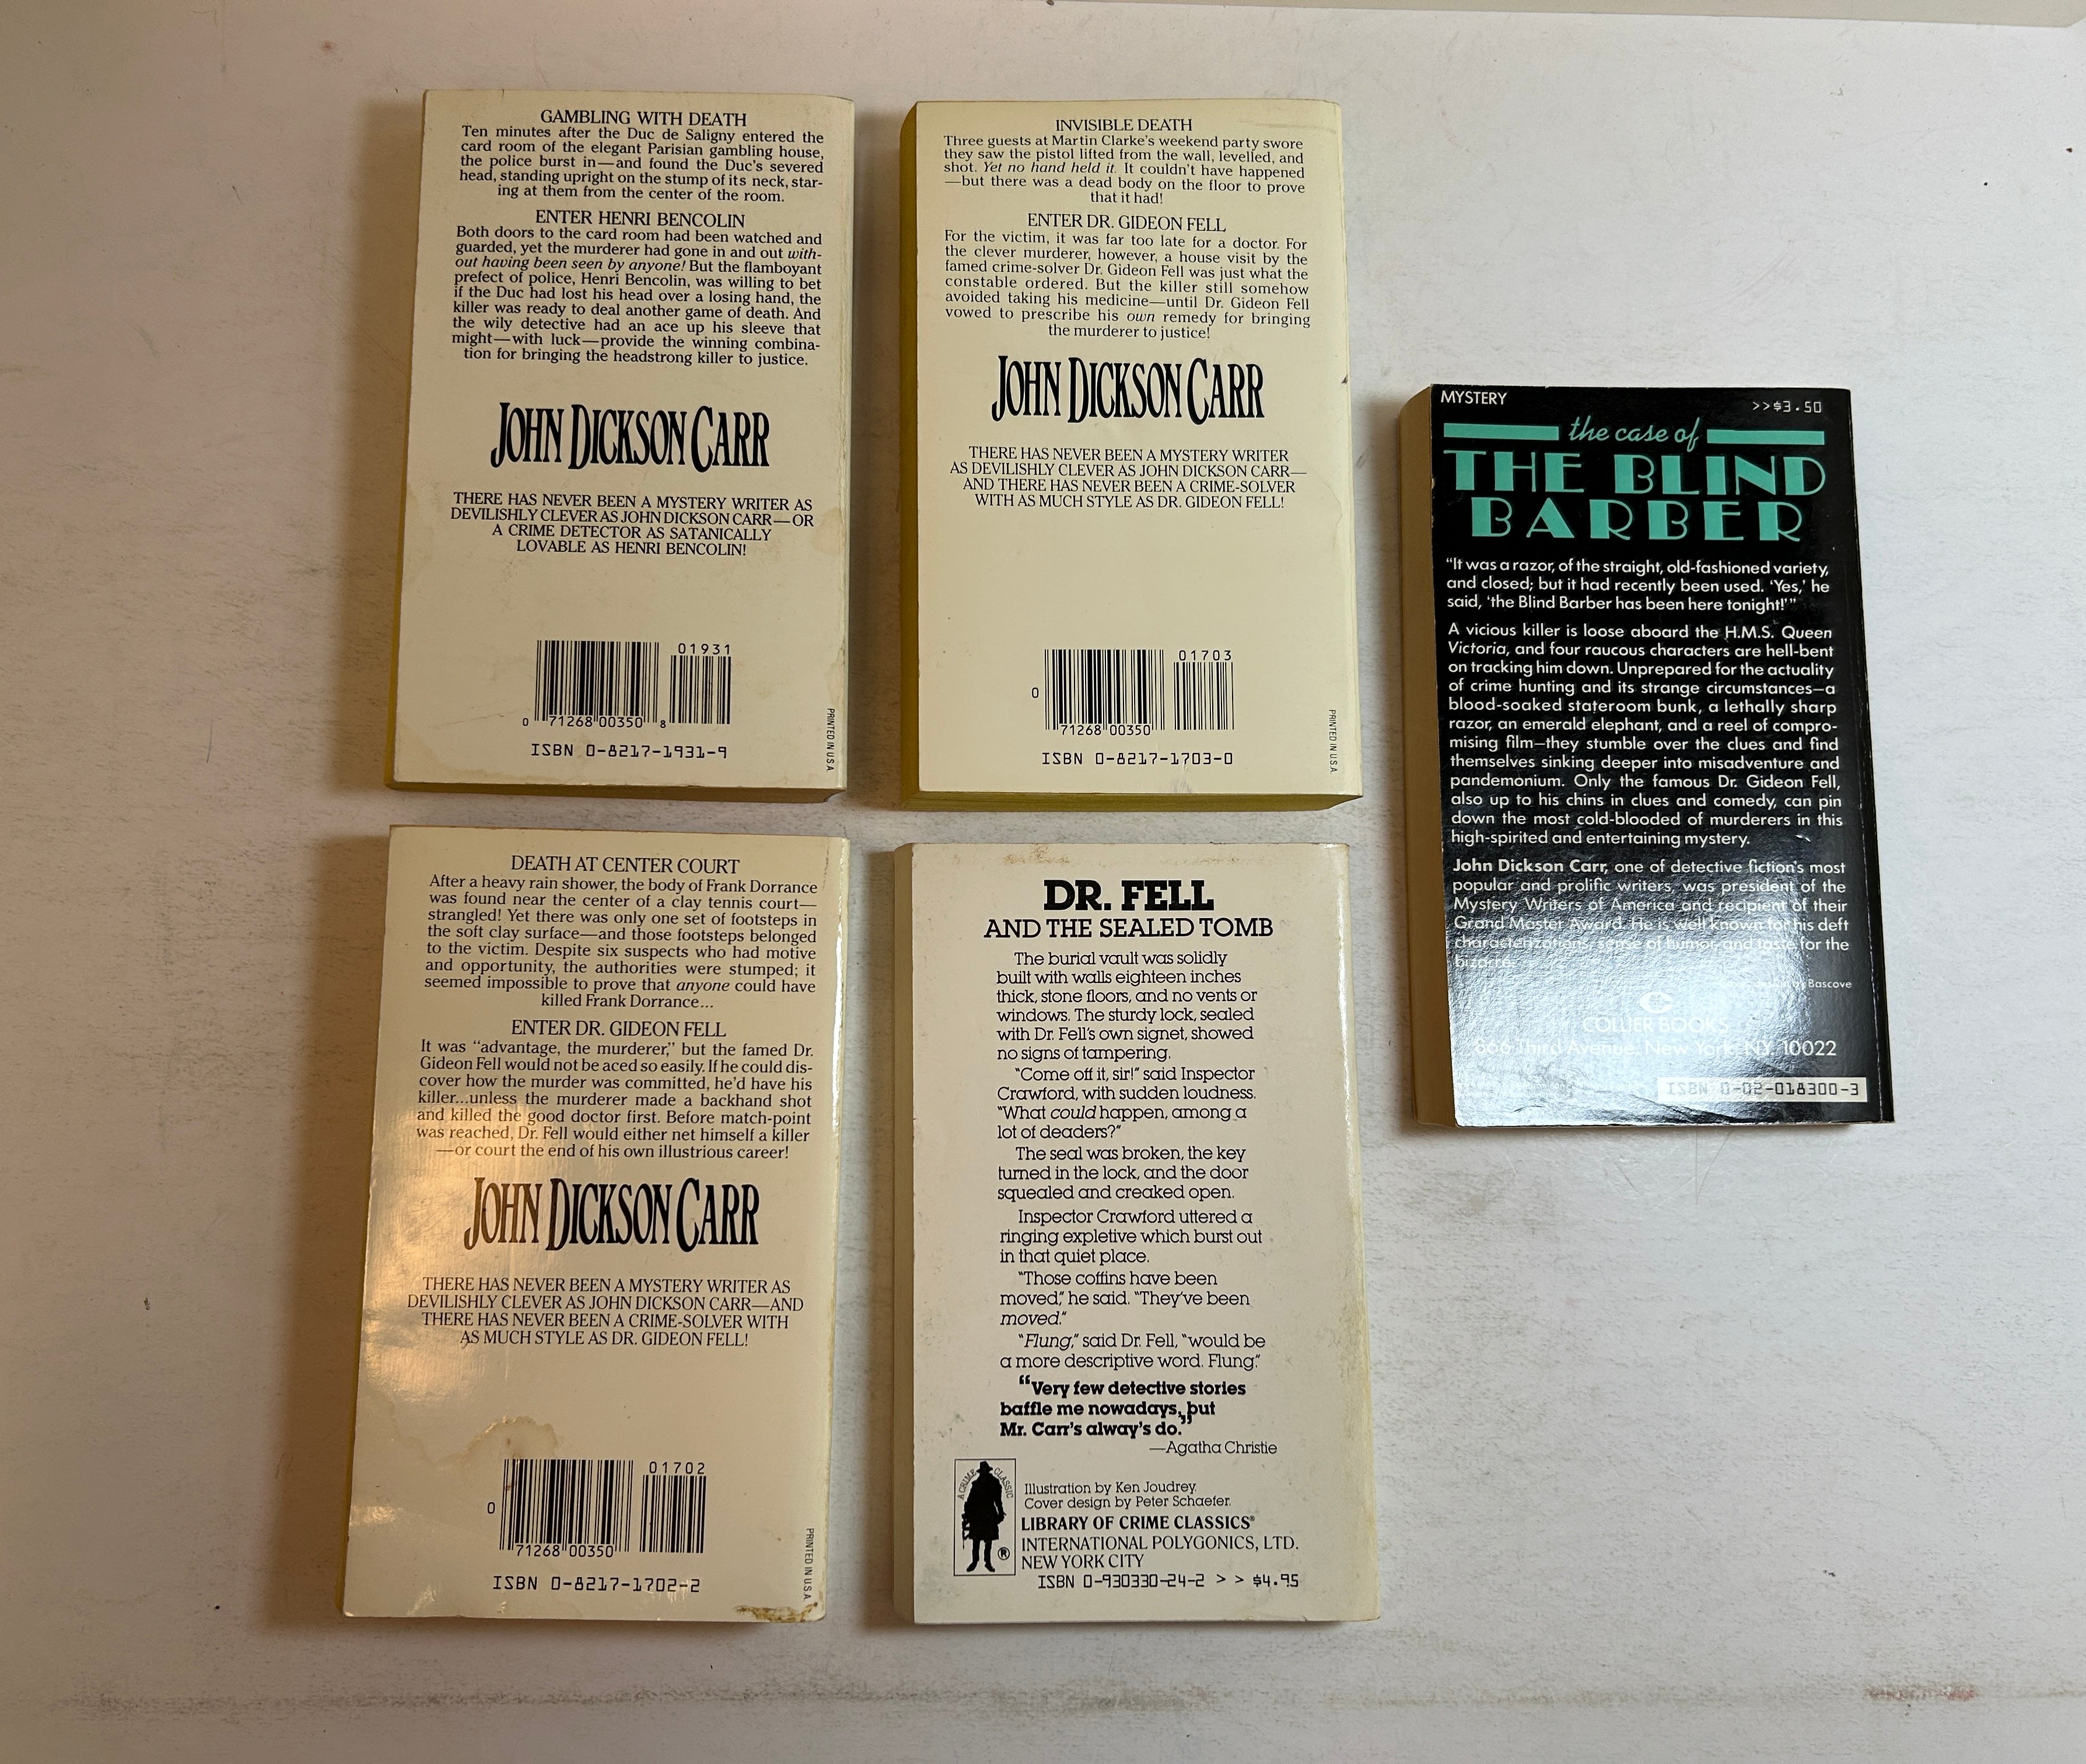 GAMBLING WITH DEATH
Ten minutes after the Duc de Saligny entered the
card room of the elegant Parisian gambling house,
the police burst in—and found the Duc's severed
head, standing upright on the stump of its neck, star-
ing at them from the center of the room.
ENTER HENRI BENCOLIN
Both doors to the card room had been watched and
guarded, yet the murderer had gone in and out with-
out having been seen by anyone! But the flamboyant
prefect of police, Henri Bencolin, was willing to bet
if the Duc had lost his head over a losing hand, the
killer was ready to deal another game of death. And
the wily detective had an ace up his sleeve that
might—with luck—provide the winning combina-
tion for bringing the headstrong killer to justice.
JOHN DICKSON CARR
THERE HAS NEVER BEEN A MYSTERY WRITER AS
DEVILISHLY CLEVER AS JOHN DICKSON CARR—OR
A CRIME DETECTOR AS SATANICALLY
LOVABLE AS HENRI BENCOLIN!
01931
0 71268 00350 8
ISBN 0-8217-1931-9
PRINTED IN U.S.A.
INVISIBLE DEATH
Three guests at Martin Clarke's weekend party swore
they saw the pistol lifted from the wall, levelled, and
shot. Yet no hand held it. It couldn't have happened
—but there was a dead body on the floor to prove
that it had!
ENTER DR. GIDEON FELL
For the victim, it was far too late for a doctor. For
the clever murderer, however, a house visit by the
famed crime-solver Dr. Gideon Fell was just what the
constable ordered. But the killer still somehow
avoided taking his medicine—until Dr. Gideon Fell
vowed to prescribe his own remedy for bringing
the murderer to justice!
JOHN DICKSON CARR
THERE HAS NEVER BEEN A MYSTERY WRITER
AS DEVILISHLY CLEVER AS JOHN DICKSON CARR—
AND THERE HAS NEVER BEEN A CRIME-SOLVER
WITH AS MUCH STYLE AS DR. GIDEON FELL!
01703
0
71268 00350
ISBN 0-8217-1703-0
PRINTED IN U.S.A.
MYSTERY
>>$3.50
the case of
THE BLIND
BARBER
"It was a razor, of the straight, old-fashioned variety,
and closed; but it had recently been used. 'Yes,' he
said, 'the Blind Barber has been here tonight!'"
A vicious killer is loose aboard the H.M.S. Queen
Victoria, and four raucous characters are hell-bent
on tracking him down. Unprepared for the actuality
of crime hunting and its strange circumstances—a
blood-soaked stateroom bunk, a lethally sharp
razor, an emerald elephant, and a reel of compro-
mising film—they stumble over the clues and find
themselves sinking deeper into misadventure and
pandemonium. Only the famous Dr. Gideon Fell,
also up to his chins in clues and comedy, can pin
down the most cold-blooded of murderers in this
high-spirited and entertaining mystery.
John Dickson Carr, one of detective fiction's most
popular and prolific writers, was president of the
Mystery Writers of America and recipient of their
Grand Master Award. He is well known for his deft
characterizations, sense of humor, and taste for the
bizarre.
by Bascove
COLLIER BOOKS
866 Third Avenue, New York, NY 10022
ISBN 0-02-018300-3
DEATH AT CENTER COURT
After a heavy rain shower, the body of Frank Dorrance
was found near the center of a clay tennis court—
strangled! Yet there was only one set of footsteps in
the soft clay surface—and those footsteps belonged
to the victim. Despite six suspects who had motive
and opportunity, the authorities were stumped; it
seemed impossible to prove that anyone could have
killed Frank Dorrance...
ENTER DR. GIDEON FELL
It was "advantage, the murderer," but the famed Dr.
Gideon Fell would not be aced so easily. If he could dis-
cover how the murder was committed, he'd have his
killer...unless the murderer made a backhand shot
and killed the good doctor first. Before match-point
was reached, Dr. Fell would either net himself a killer
—or court the end of his own illustrious career!
JOHN DICKSON CARR
THERE HAS NEVER BEEN A MYSTERY WRITER AS
DEVILISHLY CLEVER AS JOHN DICKSON CARR—AND
THERE HAS NEVER BEEN A CRIME-SOLVER WITH
AS MUCH STYLE AS DR. GIDEON FELL!
01702
0
71268 00350
ISBN 0-8217-1702-2
PRINTED IN U.S.A.
DR. FELL
AND THE SEALED TOMB
The burial vault was solidly
built with walls eighteen inches
thick, stone floors, and no vents or
windows. The sturdy lock, sealed
with Dr. Fell's own signet, showed
no signs of tampering.
"Come off it, sir!" said Inspector
Crawford, with sudden loudness.
"What could happen, among a
lot of deaders?"
The seal was broken, the key
turned in the lock, and the door
squealed and creaked open.
Inspector Crawford uttered a
ringing expletive which burst out
in that quiet place.
"Those coffins have been
moved," he said. "They've been
moved."
"Flung," said Dr. Fell, "would be
a more descriptive word. Flung."
"Very few detective stories
baffle me nowadays, but
Mr. Carr's alway's do."
—Agatha Christie
A CRIME CLASSIC
®
Illustration by Ken Joudrey.
Cover design by Peter Schaefer.
LIBRARY OF CRIME CLASSICS®
INTERNATIONAL POLYGONICS, LTD.
NEW YORK CITY
ISBN 0-930330-24-2 > > $4.95